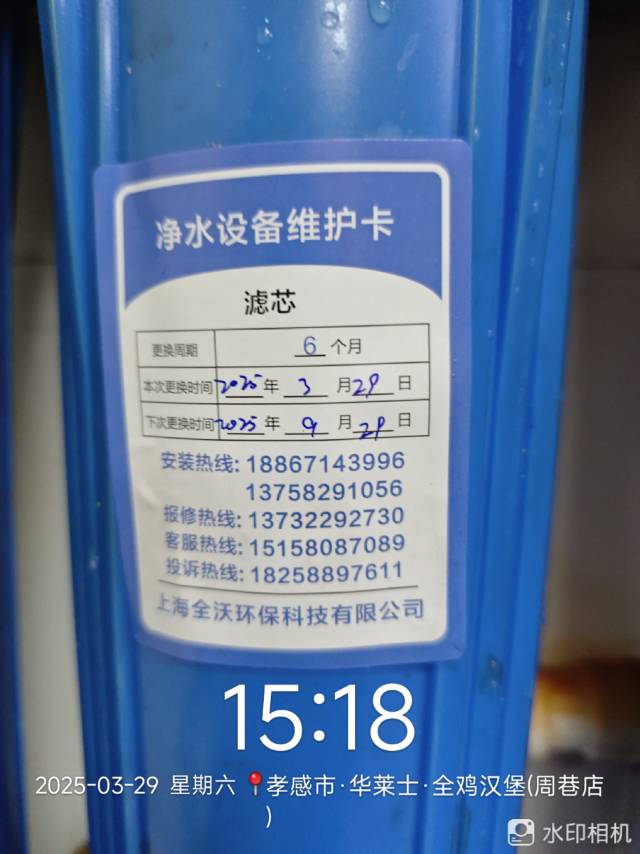 净水设备维护卡
滤芯
更换周期 6 个月
本次更换时间 2025 年 3 月 29 日
下次更换时间 2025 年 9 月 29 日
安装热线: 18867143996
13758291056
报修热线: 13732292730
客服热线: 15158087089
投诉热线: 18258897611
上海全沃环保科技有限公司
15:18
2025-03-29 星期六 📍孝感市·华莱士·全鸡汉堡(周巷店
)
水印相机